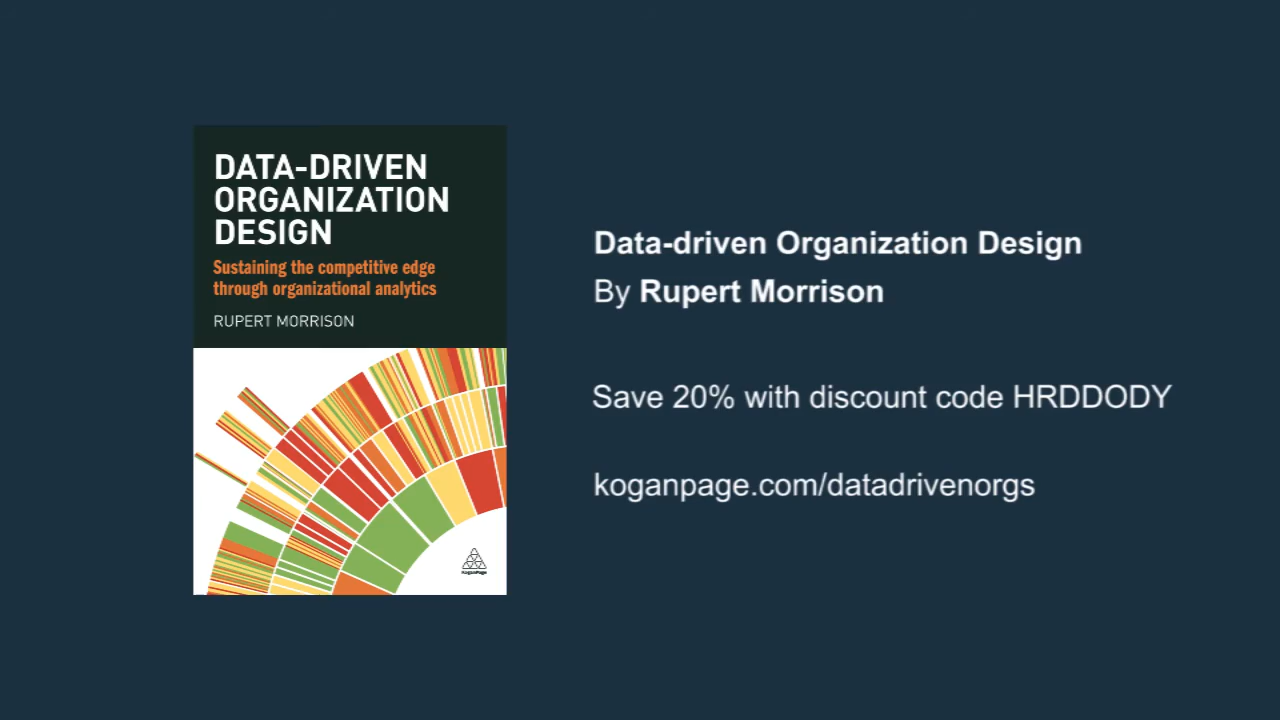 DATA-DRIVEN
ORGANIZATION
DESIGN
Sustaining the competitive edge
through organizational analytics
RUPERT MORRISON
KoganPage
Data-driven Organization Design
By Rupert Morrison
Save 20% with discount code HRDDODY
koganpage.com/datadrivenorgs